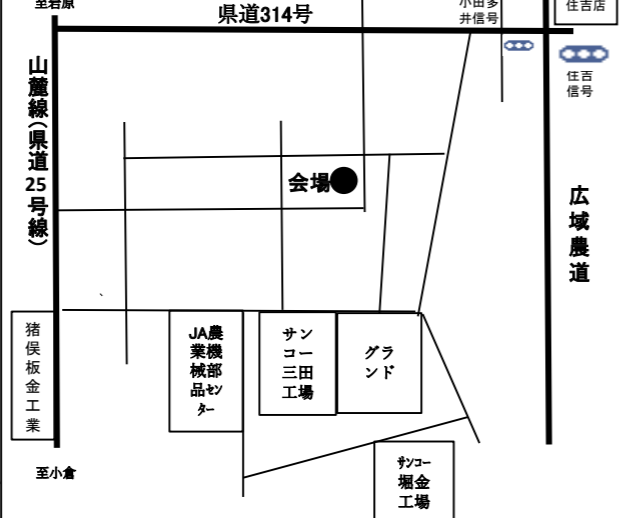 至岩原
県道314号
小田多
井信号
住吉店
住吉
信号
山麓線(県道25号線)
会場
広域農道
猪俣板金工業
JA農
業機
械部
品セン
ター
サン
コー
三田
工場
グラ
ンド
至小倉
サンコー
堀金
工場